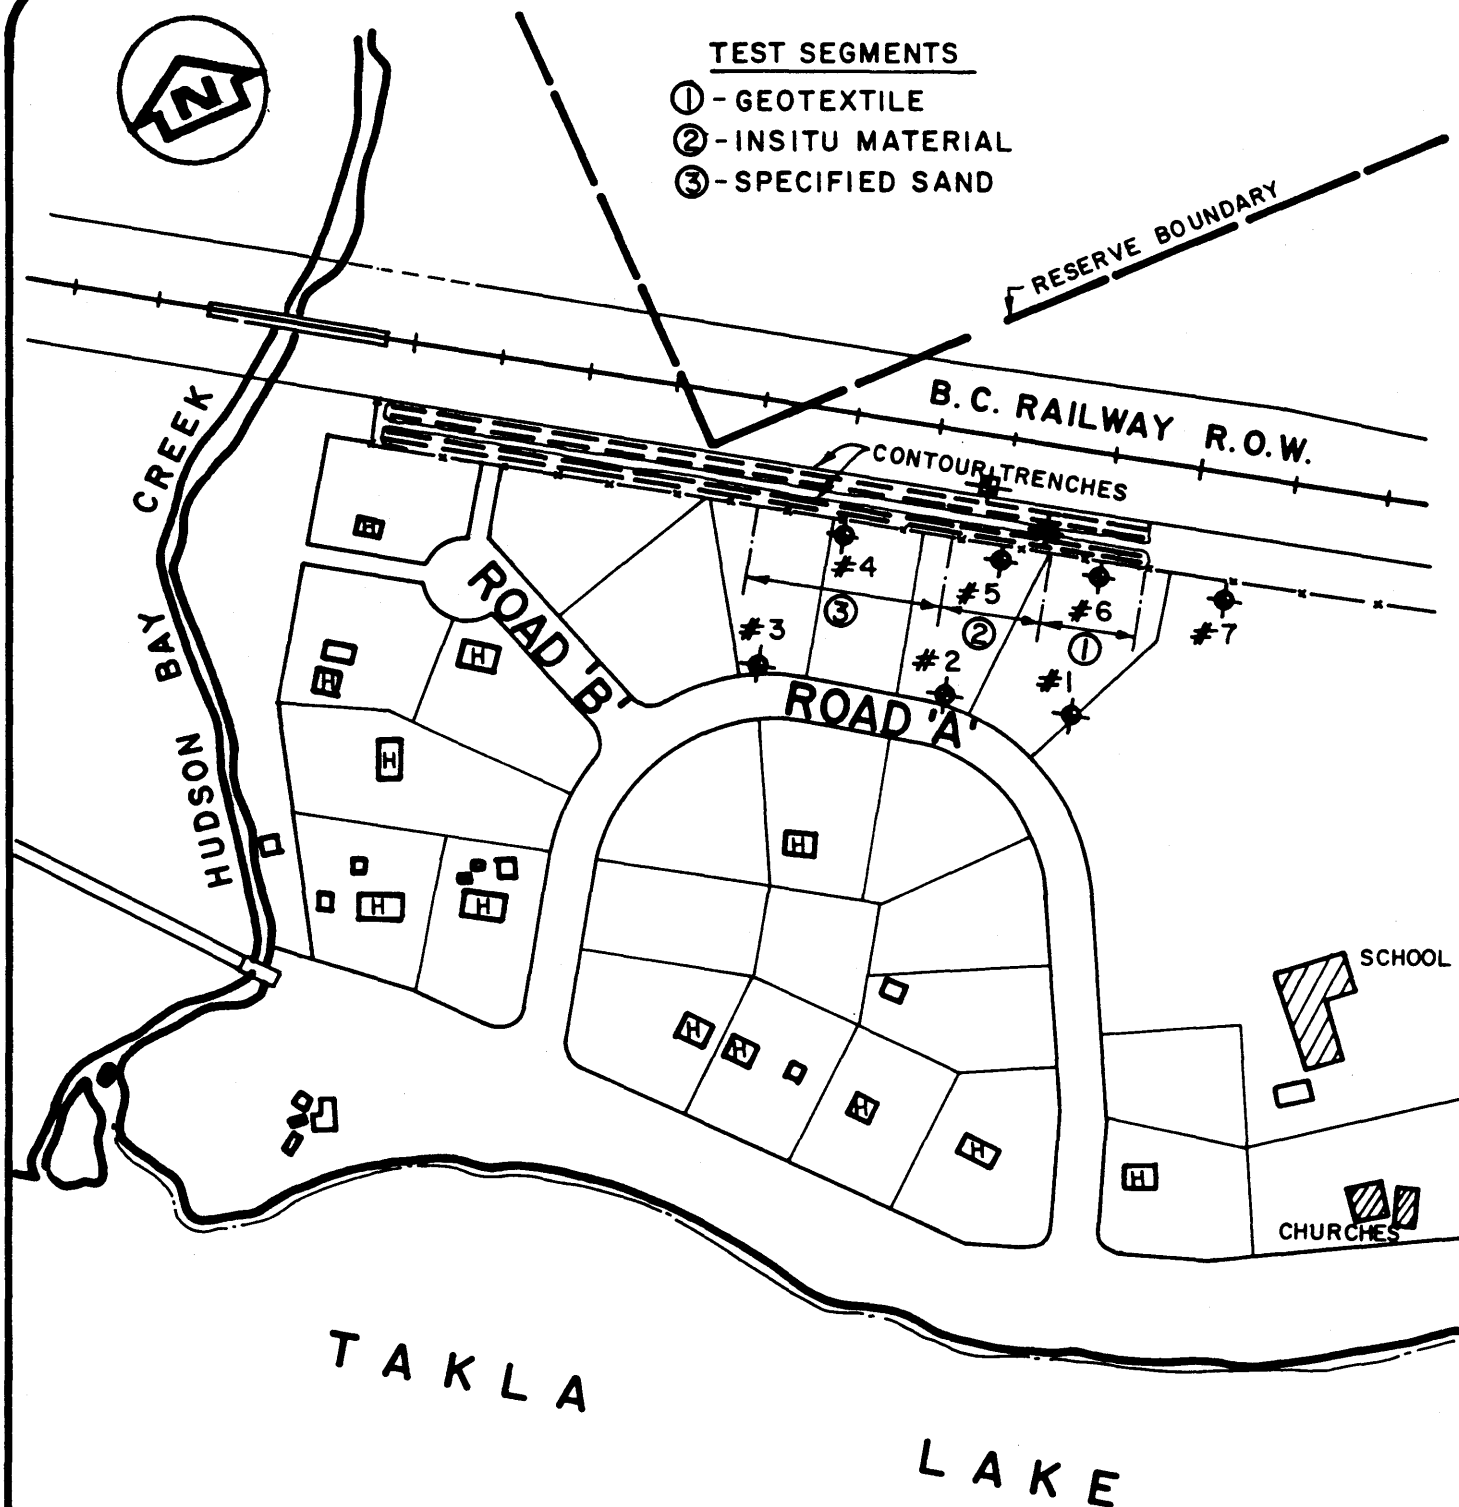 N
TEST SEGMENTS
① - GEOTEXTILE
② - INSITU MATERIAL
③ - SPECIFIED SAND
RESERVE BOUNDARY
B.C. RAILWAY R.O.W.
CONTOUR TRENCHES
HUDSON BAY CREEK
H
#4
#5
#6
#7
③
②
①
#3
#2
#1
ROAD 'B'
ROAD 'A'
H
H
H
H
H
H
SCHOOL
H
H
H
H
H
CHURCHES
TAKLA
LAKE